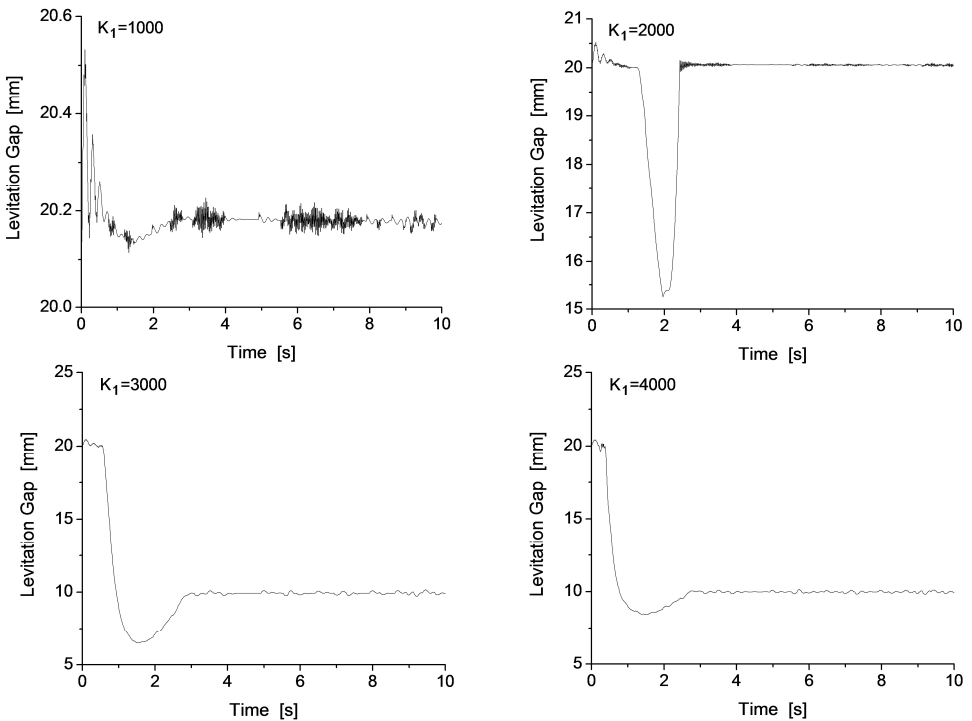 K1=1000
Levitation Gap [mm]
20.6
20.4
20.2
20.0
0 2 4 6 8 10
Time [s]
K1=2000
Levitation Gap [mm]
21
20
19
18
17
16
15
0 2 4 6 8 10
Time [s]
K1=3000
Levitation Gap [mm]
25
20
15
10
5
0 2 4 6 8 10
Time [s]
K1=4000
Levitation Gap [mm]
25
20
15
10
5
0 2 4 6 8 10
Time [s]